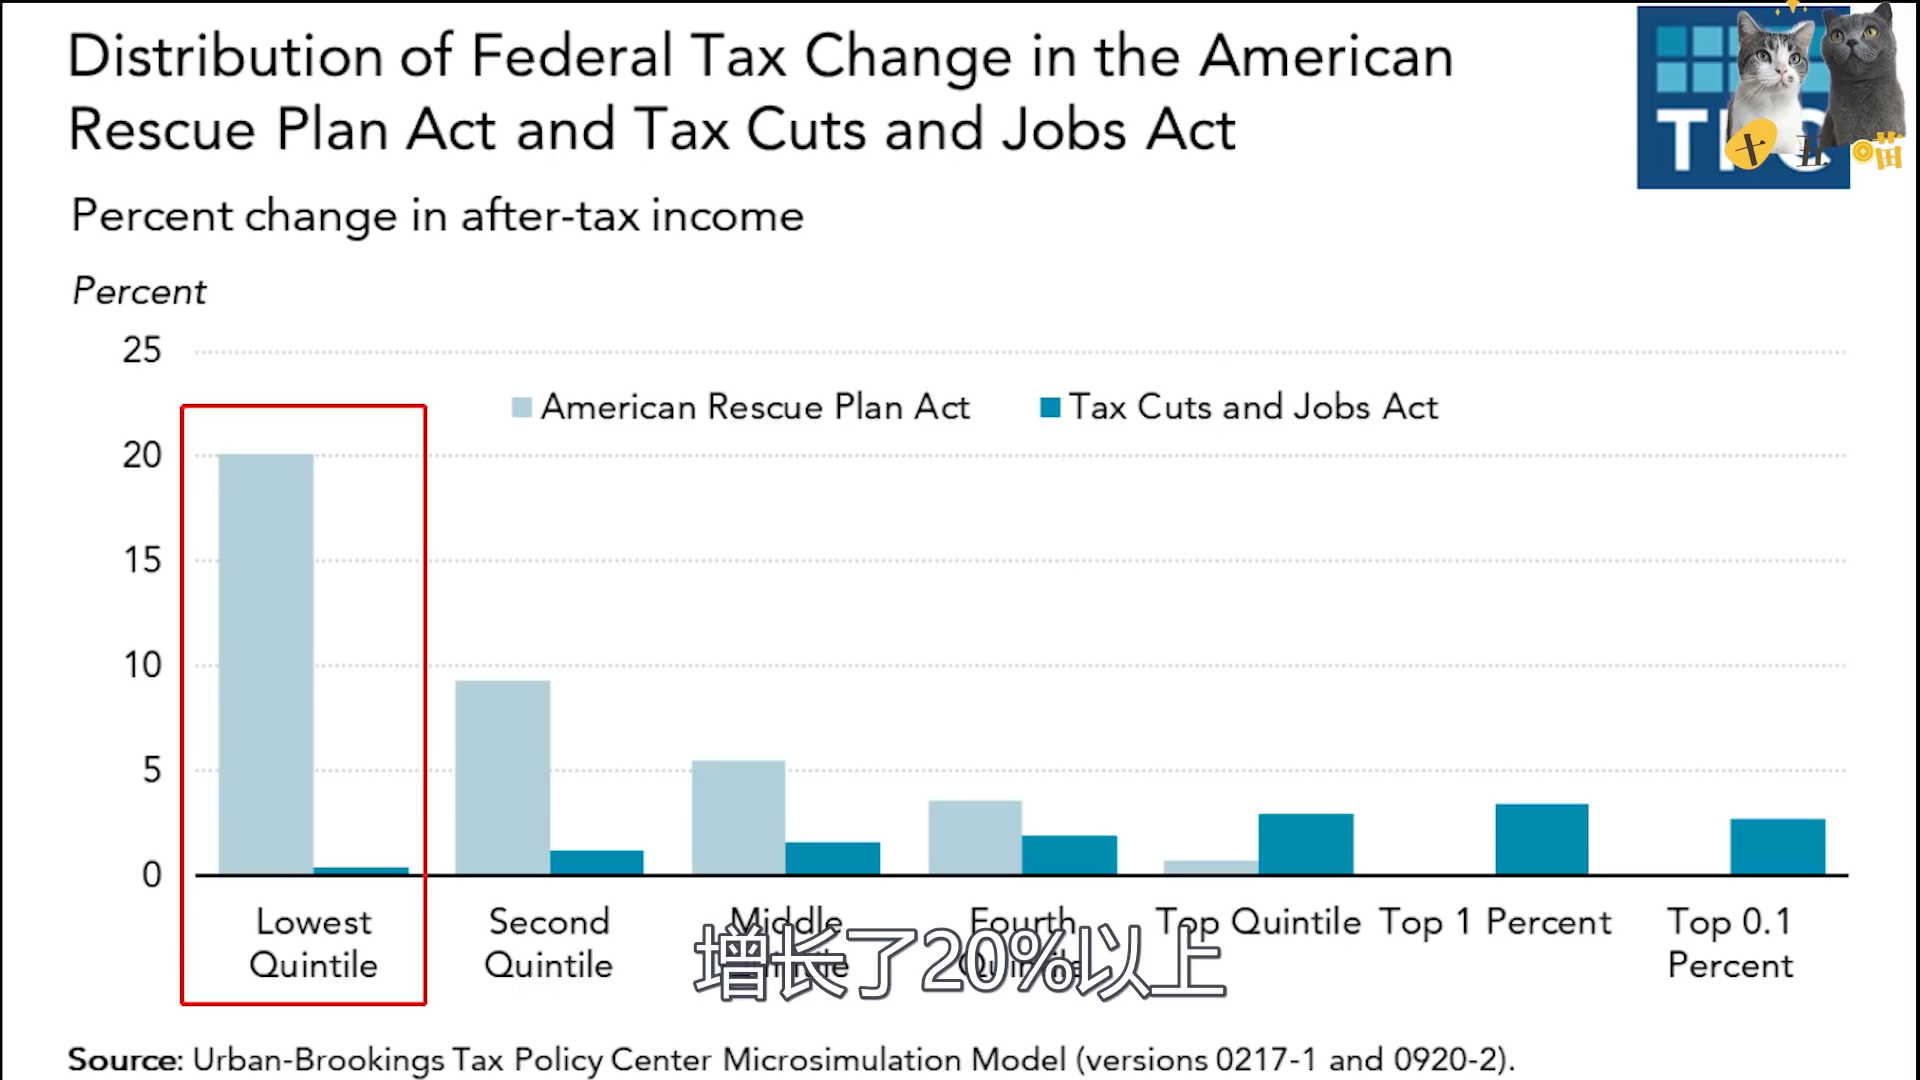 Distribution of Federal Tax Change in the American
Rescue Plan Act and Tax Cuts and Jobs Act
Percent change in after-tax income
Percent
25
American Rescue Plan Act
Tax Cuts and Jobs Act
20
15
10
5
0
Lowest
Quintile
Second
Quintile
Middle
Fourth
Top Quintile
Top 1 Percent
Top 0.1
Percent
增长了20%以上
Source: Urban-Brookings Tax Policy Center Microsimulation Model (versions 0217-1 and 0920-2).